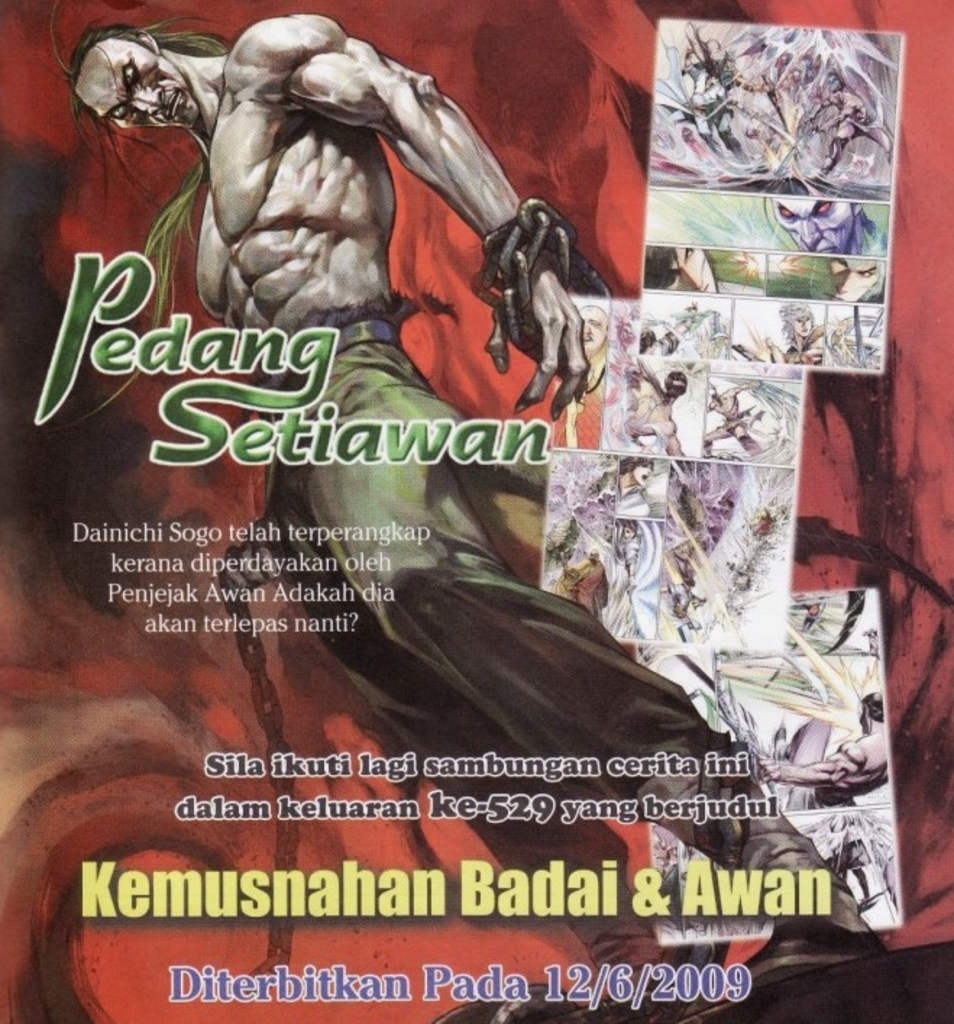 Pedang
Setiawan
Dainichi Sogo telah terperangkap
kerana diperdayakan oleh
Penjejak Awan Adakah dia
akan terlepas nanti?
Sila ikuti lagi sambungan cerita ini
dalam keluaran ke-529 yang berjudul
Kemusnahan Badai & Awan
Diterbitkan Pada 12/6/2009